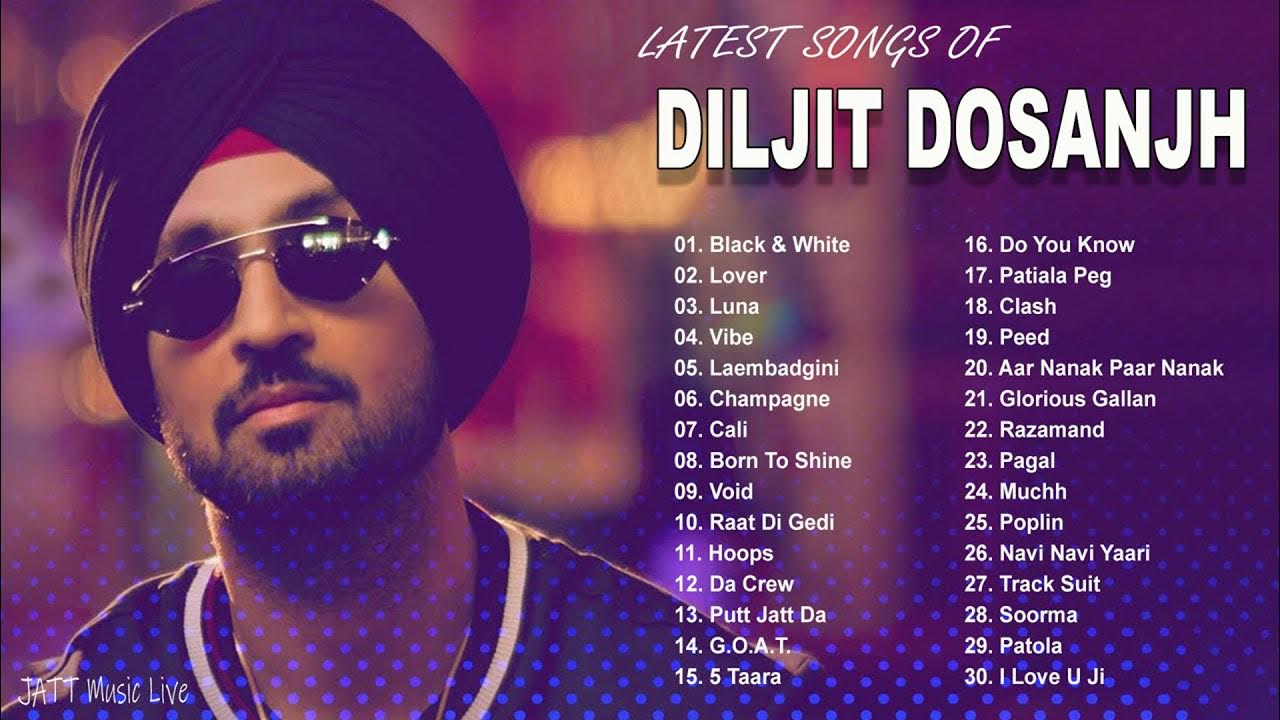 LATEST SONGS OF
DILJIT DOSANJH
01. Black & White
02. Lover
03. Luna
04. Vibe
05. Laembadgini
06. Champagne
07. Cali
08. Born To Shine
09. Void
10. Raat Di Gedi
11. Hoops
12. Da Crew
13. Putt Jatt Da
14. G.O.A.T.
15. 5 Taara
16. Do You Know
17. Patiala Peg
18. Clash
19. Peed
20. Aar Nanak Paar Nanak
21. Glorious Gallan
22. Razamand
23. Pagal
24. Muchh
25. Poplin
26. Navi Navi Yaari
27. Track Suit
28. Soorma
29. Patola
30. I Love U Ji
JATT Music Live